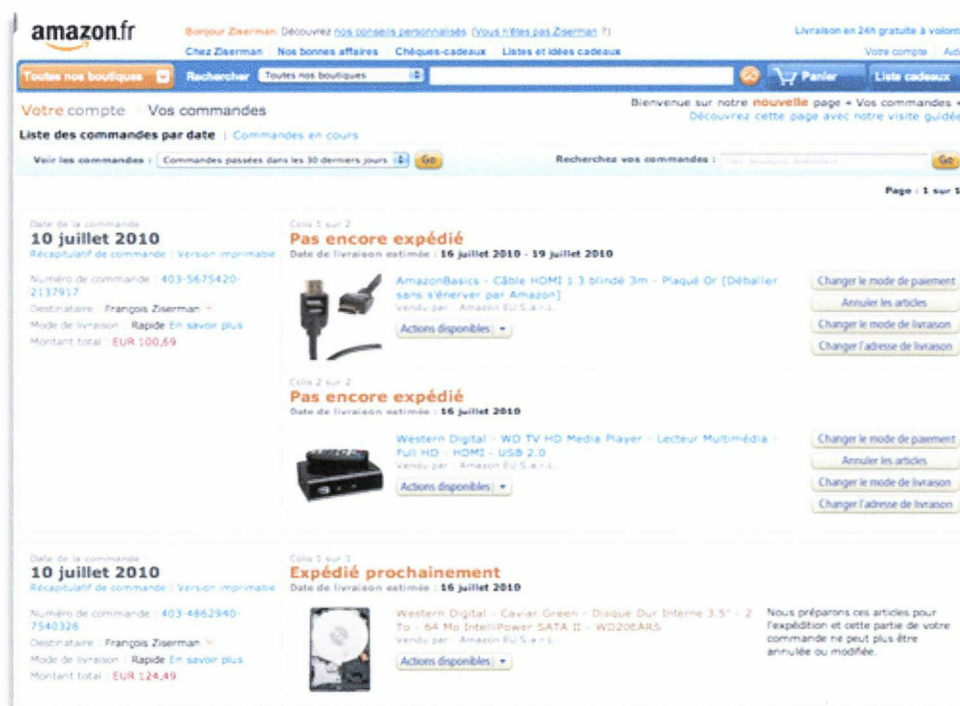 amazon.fr
Bonjour Ziserman. Découvrez nos conseils personnalisés (Vous n'êtes pas Ziserman ?)
Livraison en 24h gratuite à volont
Chez Ziserman Nos bonnes affaires Chèques-cadeaux Listes et idées cadeaux
Votre compte Aid
Toutes nos boutiques Rechercher Toutes nos boutiques GO Panier Liste cadeaux
Votre compte Vos commandes
Bienvenue sur notre nouvelle page « Vos commandes »
Découvrez cette page avec notre visite guidée
Liste des commandes par date | Commandes en cours
Voir les commandes : Commandes passées dans les 30 derniers jours Go
Recherchez vos commandes : Go
Page : 1 sur 1
Date de la commande :
10 juillet 2010
Récapitulatif de commande | Version imprimable
Numéro de commande : 403-5675420-
2137917
Destinataire : François Ziserman
Mode de livraison : Rapide En savoir plus
Montant total : EUR 100,69
Colis 1 sur 2
Pas encore expédié
Date de livraison estimée : 16 juillet 2010 - 19 juillet 2010
AmazonBasics - Câble HDMI 1.3 blindé 3m - Plaqué Or [Déballer
sans s'énerver par Amazon]
Vendu par : Amazon EU S.a.r.L.
Actions disponibles
Changer le mode de paiement
Annuler les articles
Changer le mode de livraison
Changer l'adresse de livraison
Colis 2 sur 2
Pas encore expédié
Date de livraison estimée : 16 juillet 2010
Western Digital - WD TV HD Media Player - Lecteur Multimédia -
Full HD - HDMI - USB 2.0
Vendu par : Amazon EU S.a.r.L.
Actions disponibles
Changer le mode de paiement
Annuler les articles
Changer le mode de livraison
Changer l'adresse de livraison
Date de la commande :
10 juillet 2010
Récapitulatif de commande | Version imprimable
Numéro de commande : 403-4862940-
7540326
Destinataire : François Ziserman
Mode de livraison : Rapide En savoir plus
Montant total : EUR 124,49
Colis 1 sur 1
Expédié prochainement
Date de livraison estimée : 16 juillet 2010
Western Digital - Caviar Green - Disque Dur Interne 3.5" - 2
To - 64 Mo IntelliPower SATA II - WD20EARS
Vendu par : Amazon EU S.a.r.L.
Actions disponibles
Nous préparons ces articles pour
l'expédition et cette partie de votre
commande ne peut plus être
annulée ou modifiée.